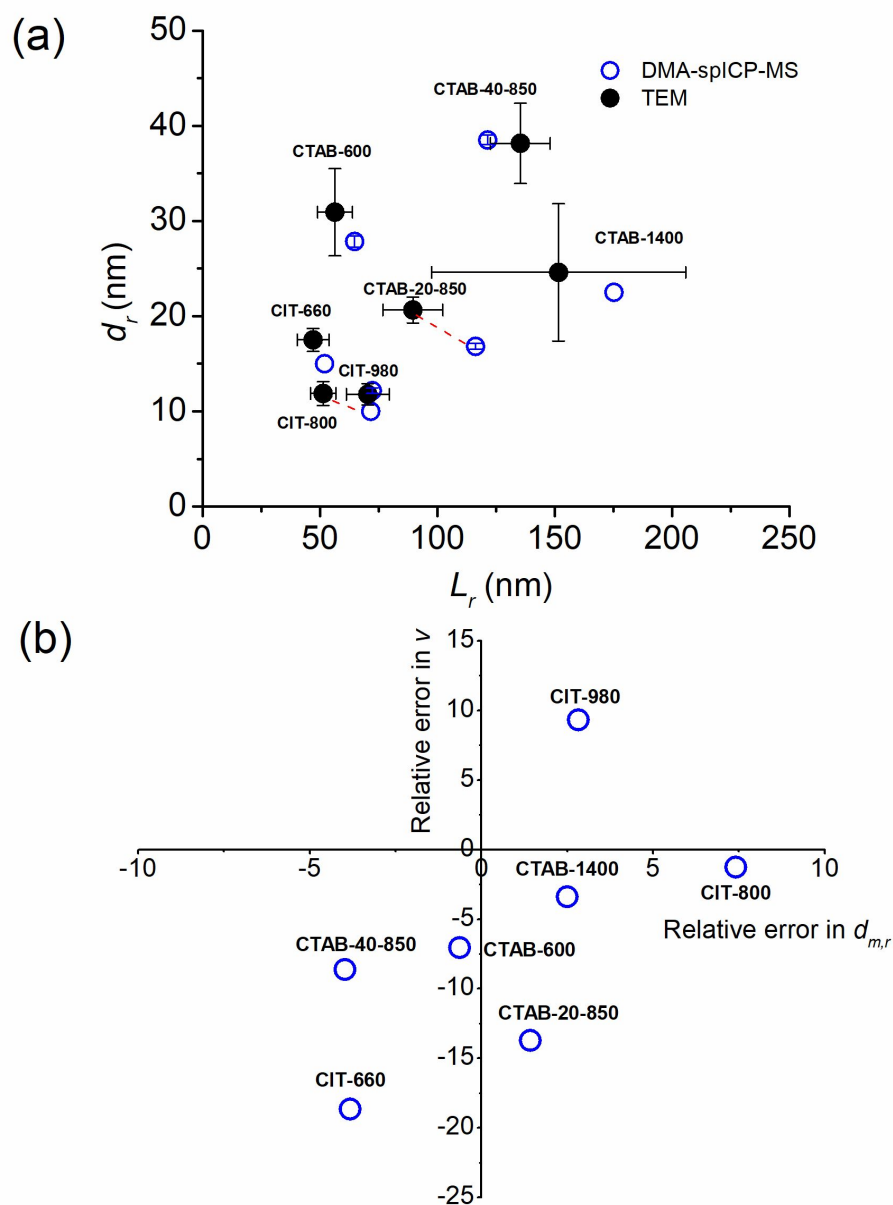 (a)
50
40
30
20
10
0
d_r (nm)
DMA-spICP-MS
TEM
CTAB-40-850
CTAB-600
CTAB-1400
CTAB-20-850
CIT-660
CIT-980
CIT-800
0 50 100 150 200 250
L_r (nm)
(b)
Relative error in v
15
10
5
0
-5
-10
-15
-20
-25
CIT-980
-10 -5 0 5 10
CTAB-1400
CIT-800
Relative error in d_m,r
CTAB-40-850
CTAB-600
CTAB-20-850
CIT-660